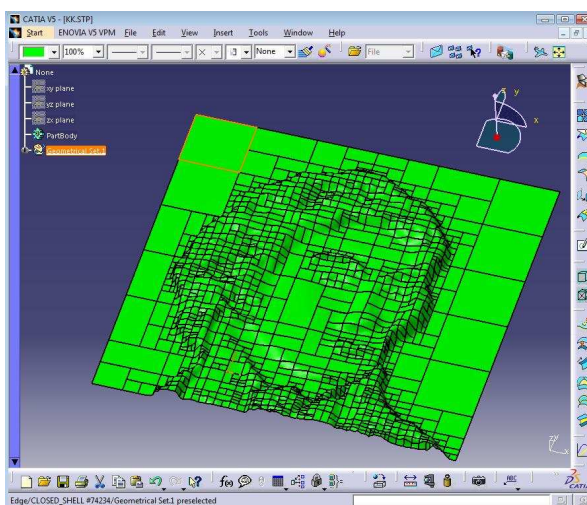 CATIA V5 - [KK.STP]
Start ENOVIA V5 VPM File Edit View Insert Tools Window Help
100% None File
None
xy plane
yz plane
zx plane
PartBody
Geometrical Set.1
z y
x
f(x)
Edge/CLOSED_SHELL #74234/Geometrical Set.1 preselected